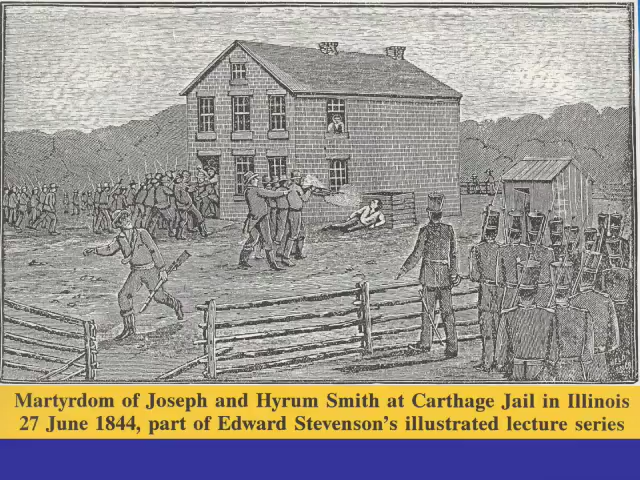 Martyrdom of Joseph and Hyrum Smith at Carthage Jail in Illinois
27 June 1844, part of Edward Stevenson's illustrated lecture series